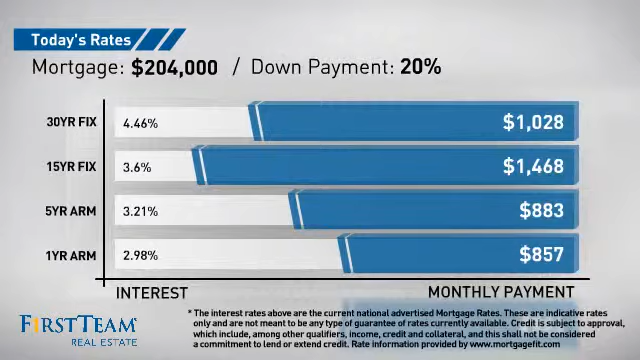 Today's Rates
Mortgage: $204,000 / Down Payment: 20%
30YR FIX 4.46% $1,028
15YR FIX 3.6% $1,468
5YR ARM 3.21% $883
1YR ARM 2.98% $857
INTEREST MONTHLY PAYMENT
* The interest rates above are the current national advertised Mortgage Rates. These are indicative rates
only and are not meant to be any type of guarantee of rates currently available. Credit is subject to approval,
which include, among other qualifiers, income, credit and collateral, and this shall not be considered
a commitment to lend or extend credit. Rate information provided by www.mortgagefit.com
FIRSTTEAM®
REAL ESTATE